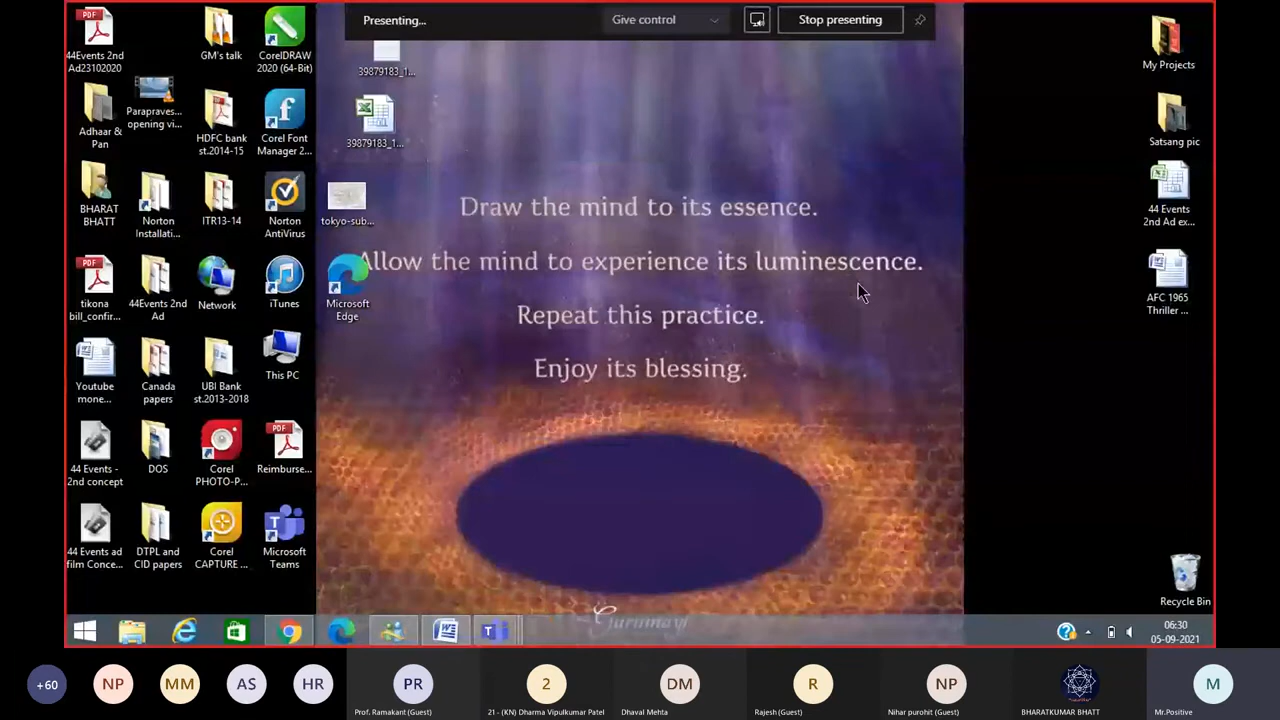 Presenting...
Give control
Stop presenting
44Events 2nd
Ad23102020
GM's talk
CorelDRAW
2020 (64-Bit)
39879183_1...
My Projects
Adhaar &
Pan
Parapraves...
opening vi...
HDFC bank
st.2014-15
Corel Font
Manager 2...
39879183_1...
Satsang pic
BHARAT
BHATT
Norton
Installati...
ITR13-14
Norton
AntiVirus
tokyo-sub...
44 Events
2nd Ad ex...
Draw the mind to its essence.
Allow the mind to experience its luminescence.
Repeat this practice.
Enjoy its blessing.
Gurumayi
tikona
bill_confir...
44Events 2nd
Ad
Network
iTunes
Microsoft
Edge
AFC 1965
Thriller ...
Youtube
mone...
Canada
papers
UBI Bank
st.2013-2018
This PC
44 Events -
2nd concept
DOS
Corel
PHOTO-P...
Reimburse...
44 Events ad
film Conce...
DTPL and
CID papers
Corel
CAPTURE ...
Microsoft
Teams
Recycle Bin
06:30
05-09-2021
+60
NP
MM
AS
HR
PR
2
DM
R
NP
M
Prof. Ramakant (Guest)
21 - (KN) Dharma Vipulkumar Patel
Dhaval Mehta
Rajesh (Guest)
Nihar purohit (Guest)
BHARATKUMAR BHATT
Mr.Positive